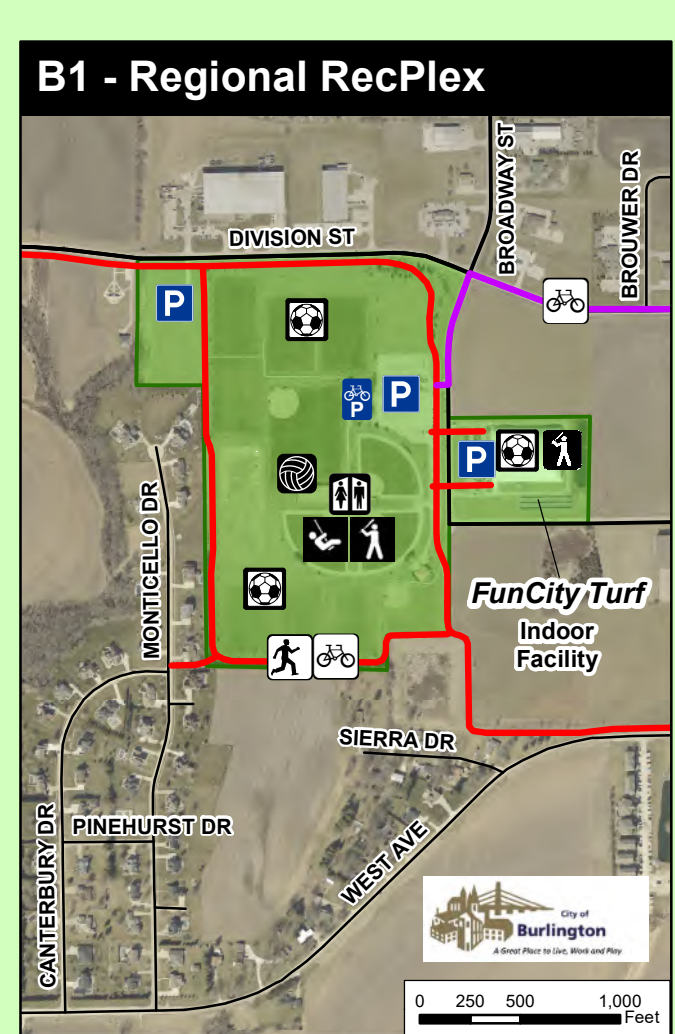 B1 - Regional RecPlex
BROADWAY ST
BROUWER DR
DIVISION ST
P
P
P
P
MONTICELLO DR
FunCity Turf
Indoor
Facility
SIERRA DR
CANTERBURY DR
PINEHURST DR
WEST AVE
City of
Burlington
A Great Place to Live, Work and Play
0 250 500 1,000
Feet